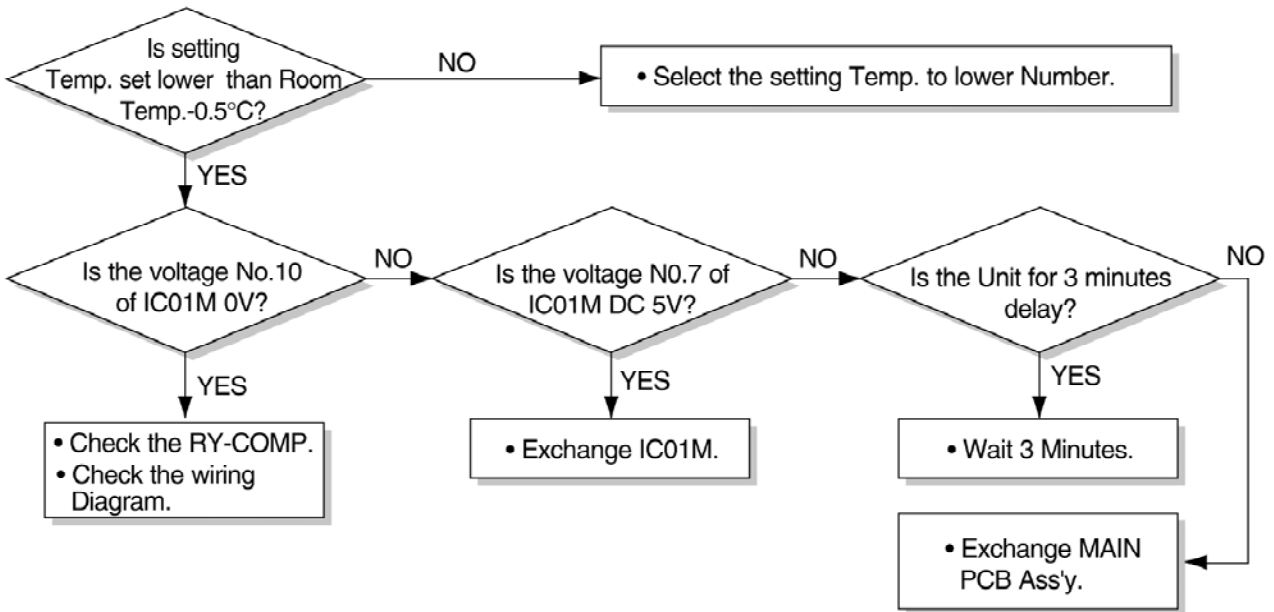 Is setting
Temp. set lower than Room
Temp.-0.5°C?
NO
• Select the setting Temp. to lower Number.
YES
Is the voltage No.10
of IC01M 0V?
NO
Is the voltage N0.7 of
IC01M DC 5V?
NO
Is the Unit for 3 minutes
delay?
NO
YES
• Check the RY-COMP.
• Check the wiring
Diagram.
YES
• Exchange IC01M.
YES
• Wait 3 Minutes.
• Exchange MAIN
PCB Ass'y.